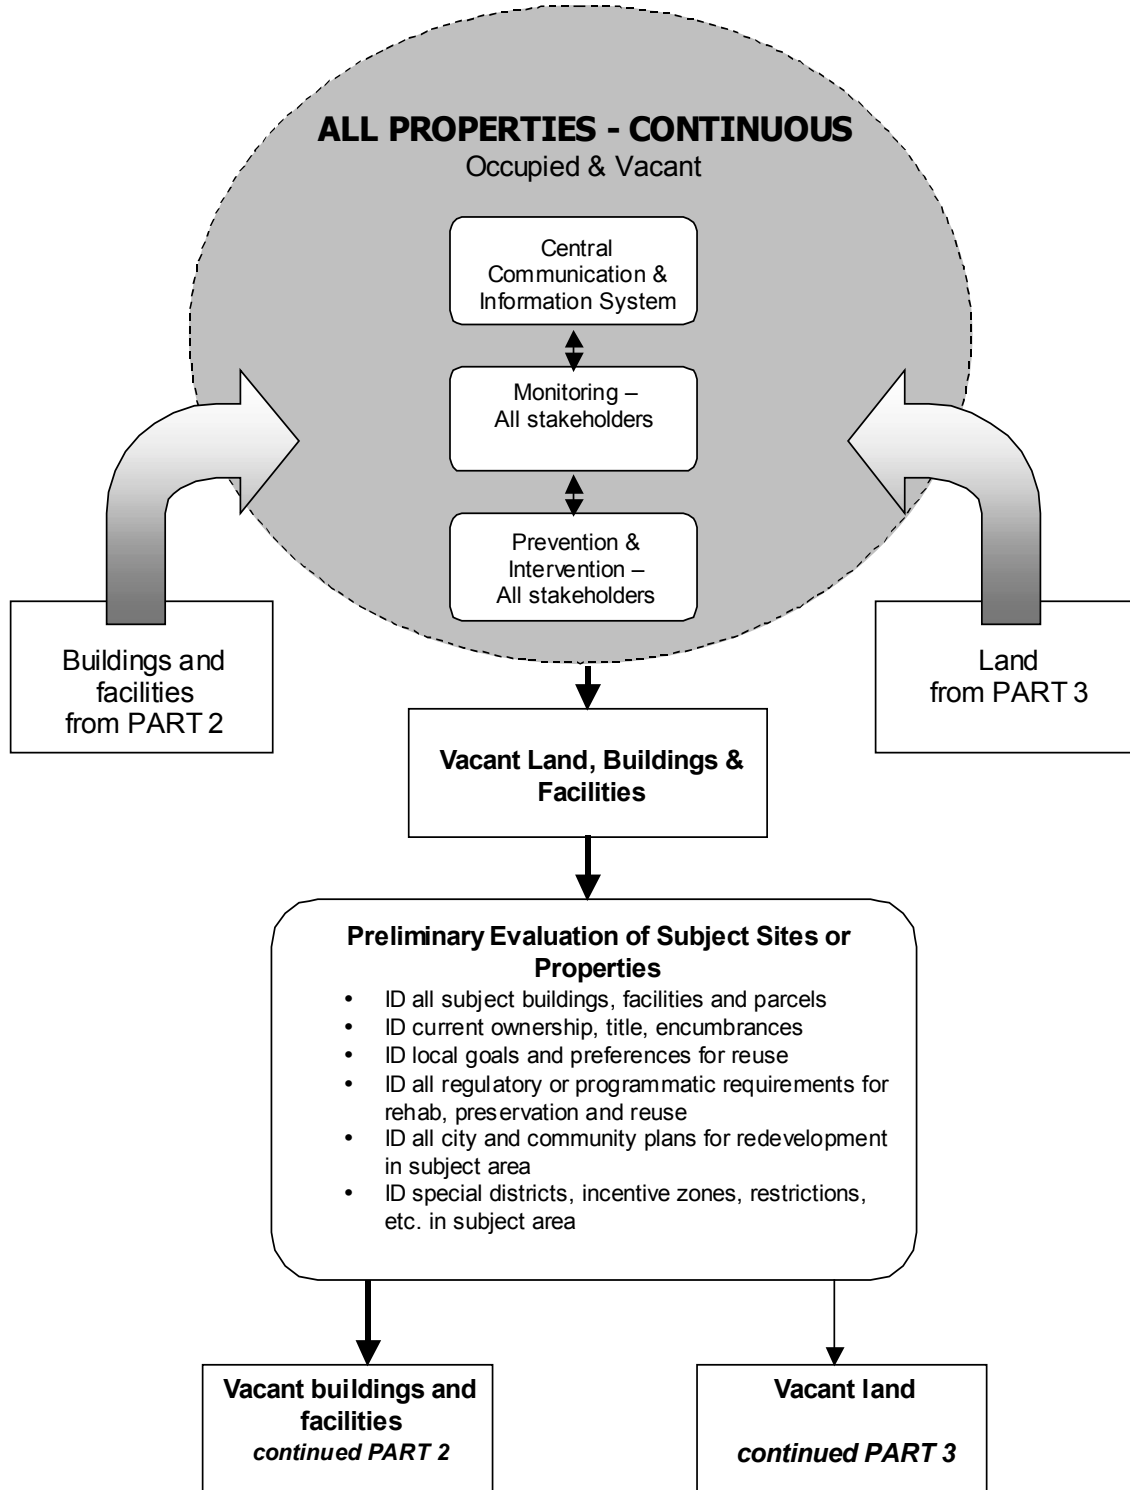 ALL PROPERTIES - CONTINUOUS
Occupied & Vacant
Central
Communication &
Information System
Monitoring –
All stakeholders
Prevention &
Intervention –
All stakeholders
Buildings and
facilities
from PART 2
Land
from PART 3
Vacant Land, Buildings &
Facilities
Preliminary Evaluation of Subject Sites or
Properties
• ID all subject buildings, facilities and parcels
• ID current ownership, title, encumbrances
• ID local goals and preferences for reuse
• ID all regulatory or programmatic requirements for
rehab, preservation and reuse
• ID all city and community plans for redevelopment
in subject area
• ID special districts, incentive zones, restrictions,
etc. in subject area
Vacant buildings and
facilities
continued PART 2
Vacant land
continued PART 3